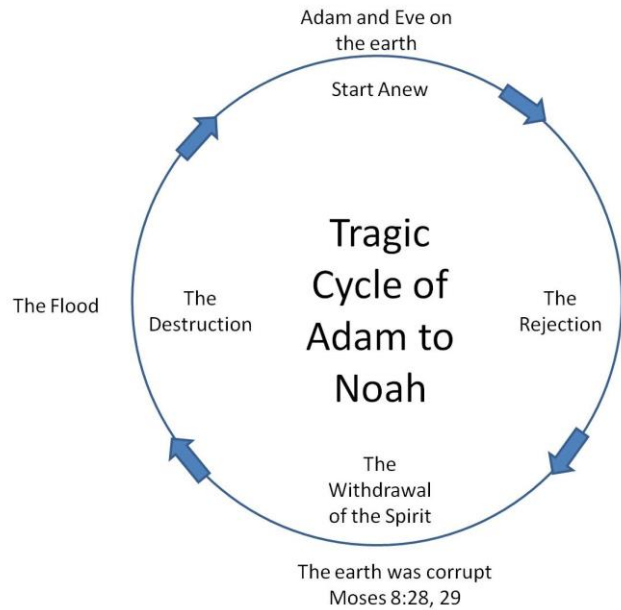 Adam and Eve on
the earth
Start Anew
Tragic
Cycle of
Adam to
Noah
The Flood
The
Destruction
The
Rejection
The
Withdrawal
of the Spirit
The earth was corrupt
Moses 8:28, 29